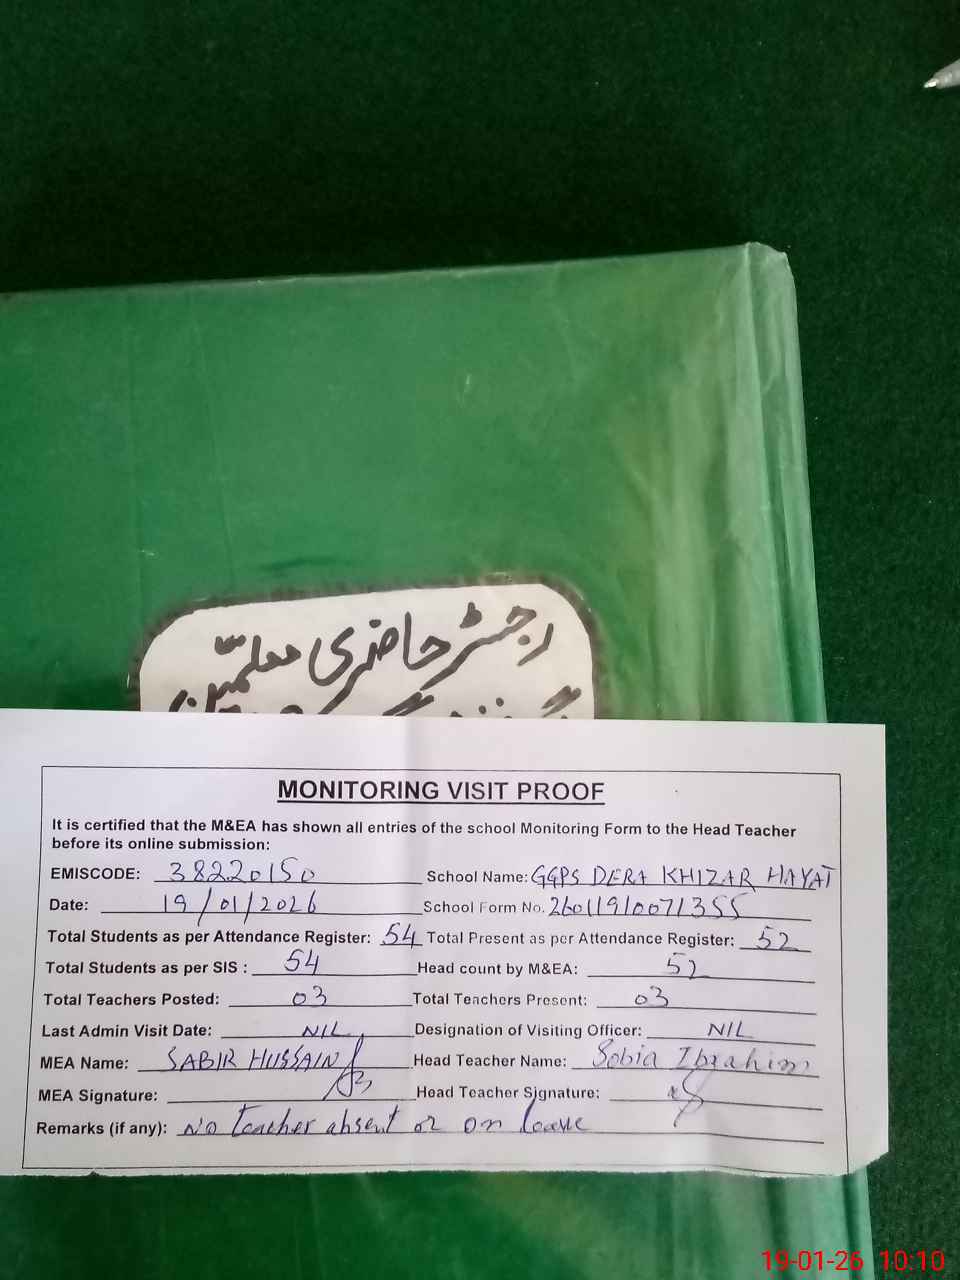 رجسٹر حاضری معلمین
MONITORING VISIT PROOF
It is certified that the M&EA has shown all entries of the school Monitoring Form to the Head Teacher
before its online submission:
EMISCODE: 38220150 School Name: GGPS DERA KHIZAR HAYAT
Date: 19/01/2026 School Form No. 26011910071355
Total Students as per Attendance Register: 54 Total Present as per Attendance Register: 52
Total Students as per SIS : 54 Head count by M&EA: 52
Total Teachers Posted: 03 Total Teachers Present: 03
Last Admin Visit Date: NIL Designation of Visiting Officer: NIL
MEA Name: SABIR HUSSAIN Head Teacher Name: Sobia Ibrahim
MEA Signature: Head Teacher Signature:
Remarks (if any): No teacher absent or on leave
19-01-26 10:10